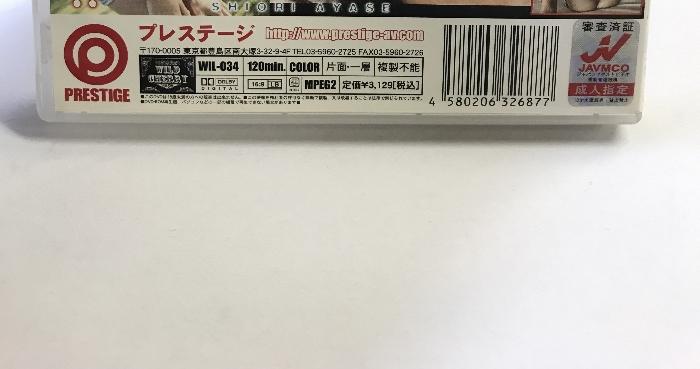 SHIORI AYASE
プレステージ http://www.prestige-av.com
〒170-0005 東京都豊島区南大塚3-32-9-4F TEL03-5960-2725 FAX03-5960-2726
PRESTIGE
WILD CHERRY
WIL-034 120min. COLOR 片面・一層 複製不能
DOLBY DIGITAL 16:9 LB MPEG2 定価¥3,129[税込]
4 580206 326877
審査済証
JAVMCO
成人指定